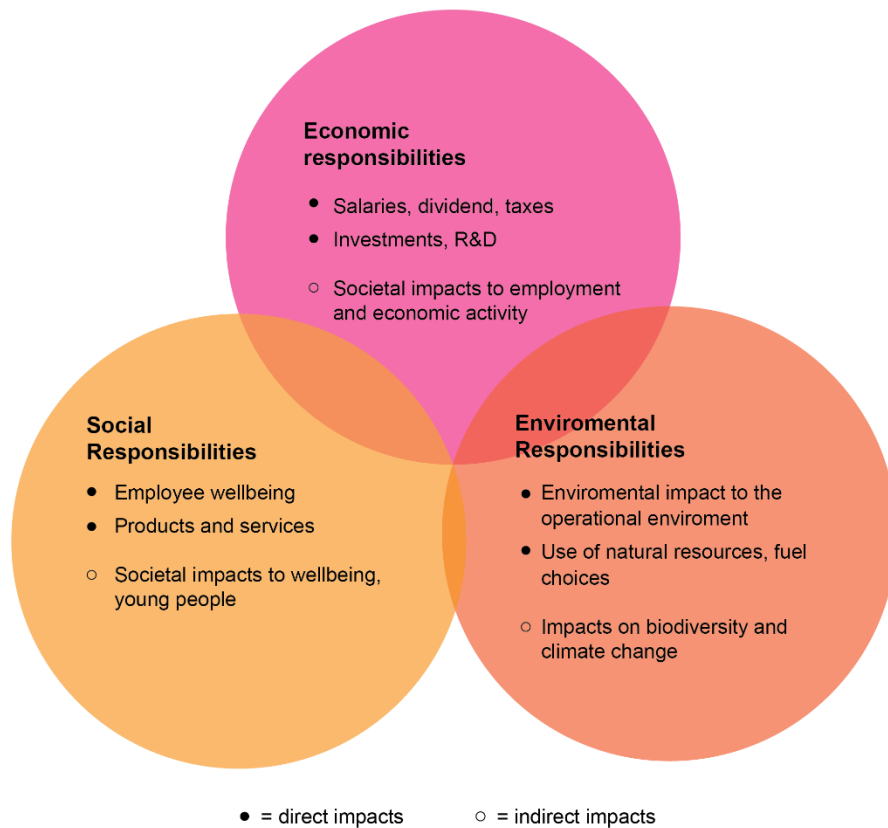 Economic
responsibilities
● Salaries, dividend, taxes
● Investments, R&D
○ Societal impacts to employment
and economic activity
Social
Responsibilities
● Employee wellbeing
● Products and services
○ Societal impacts to wellbeing,
young people
Enviromental
Responsibilities
● Enviromental impact to the
operational enviroment
● Use of natural resources, fuel
choices
○ Impacts on biodiversity and
climate change
● = direct impacts ○ = indirect impacts